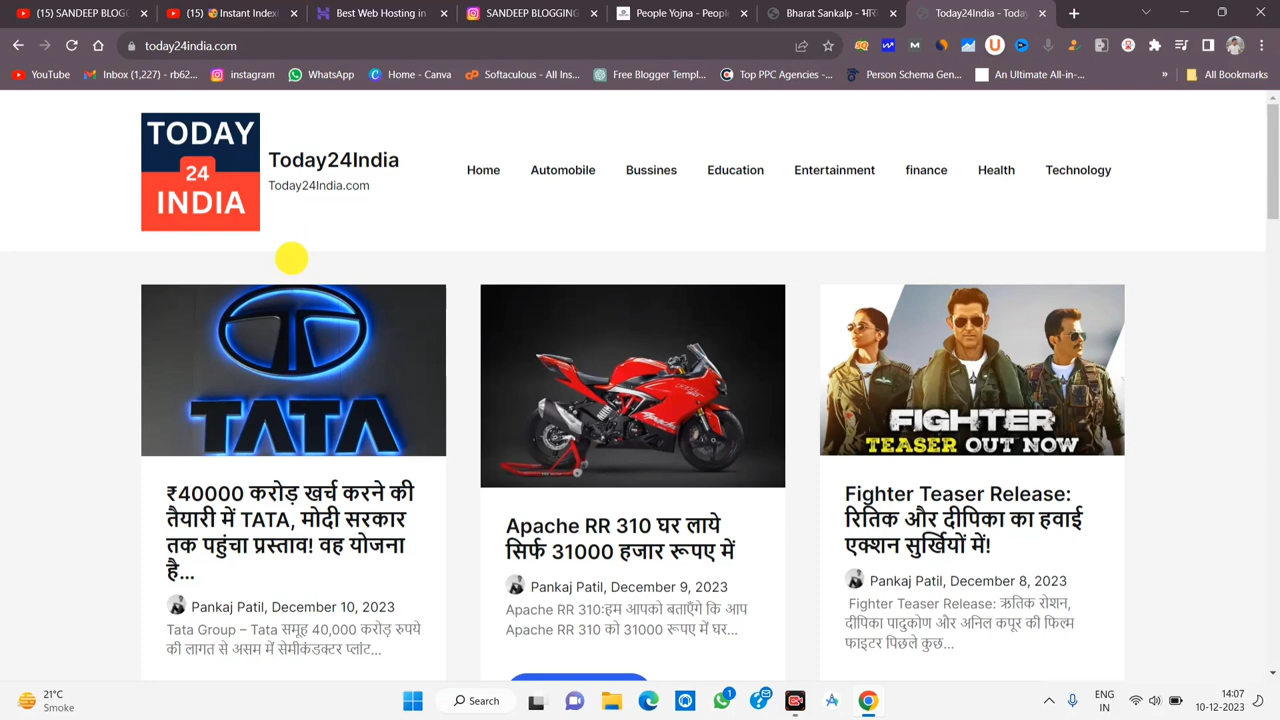 (15) SANDEEP BLOGG
(15) Instant Index
Best Web Hosting in
SANDEEP BLOGGING
People Yojna - Peopl
Bharat Sankalp - भार
Today24India - Today
today24india.com
YouTube
Inbox (1,227) - rb62...
instagram
WhatsApp
Home - Canva
Softaculous - All Ins...
Free Blogger Templ...
Top PPC Agencies -...
Person Schema Gen...
An Ultimate All-in-...
»
All Bookmarks
TODAY
24
INDIA
Today24India
Today24India.com
Home
Automobile
Bussines
Education
Entertainment
finance
Health
Technology
TATA
₹40000 करोड़ खर्च करने की
तैयारी में TATA, मोदी सरकार
तक पहुंचा प्रस्ताव! वह योजना
है...
Pankaj Patil, December 10, 2023
Tata Group – Tata समूह 40,000 करोड़ रुपये
की लागत से असम में सेमीकंडक्टर प्लांट...
Apache RR 310 घर लाये
सिर्फ 31000 हजार रूपए में
Pankaj Patil, December 9, 2023
Apache RR 310:हम आपको बताएँगे कि आप
Apache RR 310 को 31000 रूपए में घर...
FIGHTER
TEASER OUT NOW
Fighter Teaser Release:
रितिक और दीपिका का हवाई
एक्शन सुर्खियों में!
Pankaj Patil, December 8, 2023
Fighter Teaser Release: ऋतिक रोशन,
दीपिका पादुकोण और अनिल कपूर की फिल्म
फाइटर पिछले कुछ...
21°C
Smoke
Search
1
ENG
IN
14:07
10-12-2023